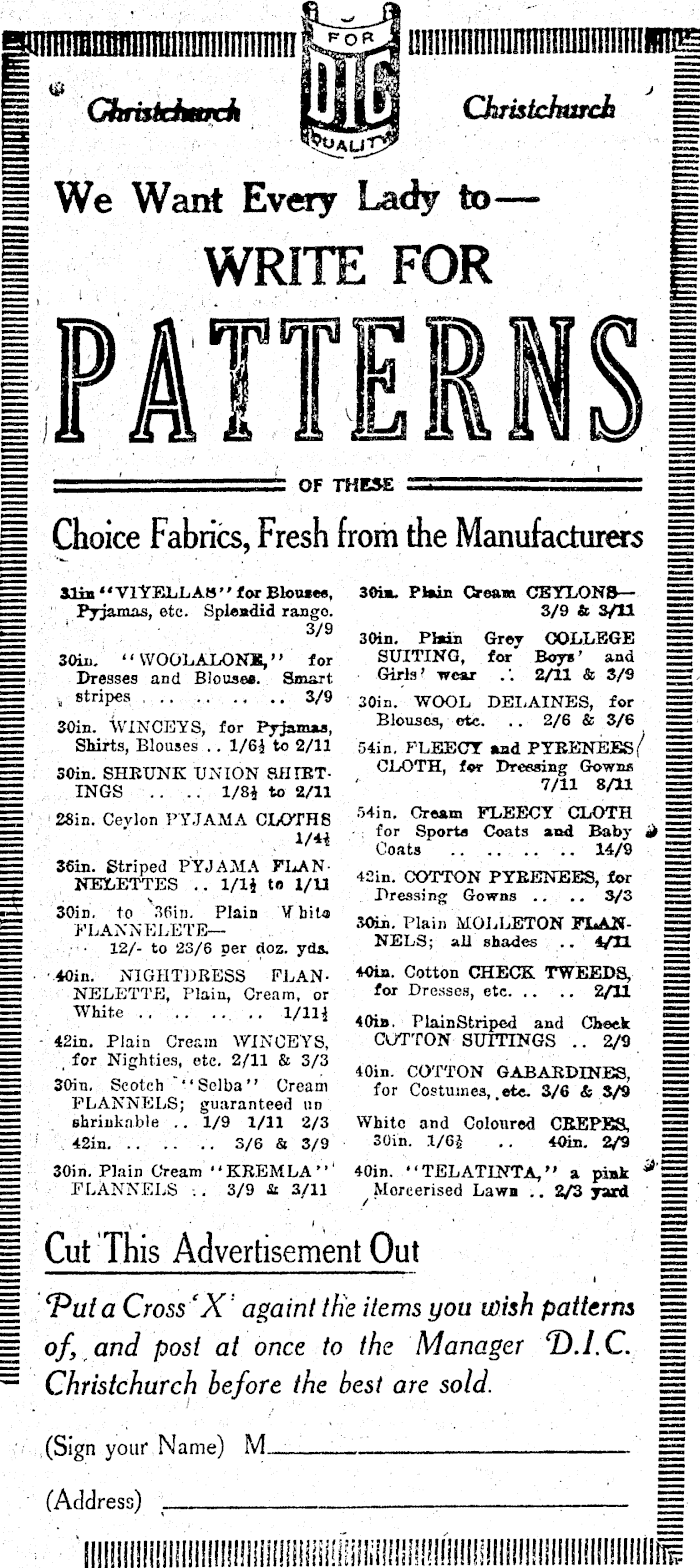 FOR
DIC
QUALITY
Christchurch
Christchurch
We Want Every Lady to—
WRITE FOR
PATTERNS
OF THESE
Choice Fabrics, Fresh from the Manufacturers
31in "VIYELLAS" for Blouses,
Pyjamas, etc. Splendid range.
3/9
30in. "WOOLALONE," for
Dresses and Blouses. Smart
stripes .. .. .. .. .. 3/9
30in. WINCEYS, for Pyjamas,
Shirts, Blouses .. 1/6½ to 2/11
30in. SHRUNK UNION SHIRT-
INGS .. .. 1/8½ to 2/11
28in. Ceylon PYJAMA CLOTHS
1/4½
36in. Striped PYJAMA FLAN-
NELETTES .. 1/1½ to 1/11
30in. to 36in. Plain White
FLANNELETE—
12/- to 23/6 per doz. yds.
40in. NIGHTDRESS FLAN-
NELETTE, Plain, Cream, or
White .. .. .. .. 1/11½
42in. Plain Cream WINCEYS,
for Nighties, etc. 2/11 & 3/3
30in. Scotch "Selba" Cream
FLANNELS; guaranteed un
shrinkable .. 1/9 1/11 2/3
42in. .. .. .. 3/6 & 3/9
30in. Plain Cream "KREMLA"
FLANNELS .. 3/9 & 3/11
30in. Plain Cream CEYLONS—
3/9 & 3/11
30in. Plain Grey COLLEGE
SUITING, for Boys' and
Girls' wear .. 2/11 & 3/9
30in. WOOL DELAINES, for
Blouses, etc. .. 2/6 & 3/6
54in. FLEECY and PYRENEES
CLOTH, for Dressing Gowns
7/11 8/11
54in. Cream FLEECY CLOTH
for Sports Coats and Baby
Coats .. .. .. .. 14/9
42in. COTTON PYRENEES, for
Dressing Gowns .. .. 3/3
30in. Plain MOLLETON FLAN-
NELS; all shades .. 4/11
40in. Cotton CHECK TWEEDS,
for Dresses, etc. .. .. 2/11
40in. PlainStriped and Check
COTTON SUITINGS .. 2/9
40in. COTTON GABARDINES,
for Costumes, etc. 3/6 & 3/9
White and Coloured CREPES,
30in. 1/6½ .. 40in. 2/9
40in. "TELATINTA," a pink
Mercerised Lawn .. 2/3 yard
Cut This Advertisement Out
Put a Cross 'X' againt the items you wish patterns
of, and post at once to the Manager D.I.C.
Christchurch before the best are sold.
(Sign your Name) M
(Address)